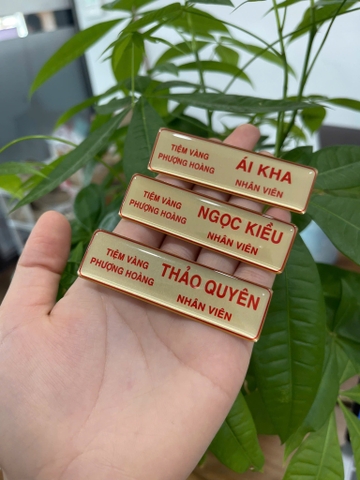 TIỆM VÀNG
PHƯỢNG HOÀNG
ÁI KHA
NHÂN VIÊN
TIỆM VÀNG
PHƯỢNG HOÀNG
NGỌC KIỀU
NHÂN VIÊN
TIỆM VÀNG
PHƯỢNG HOÀNG
THẢO QUYÊN
NHÂN VIÊN